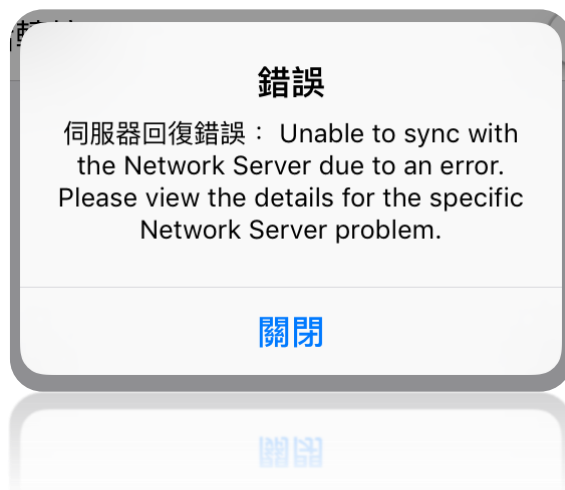 錯誤
伺服器回復錯誤： Unable to sync with
the Network Server due to an error.
Please view the details for the specific
Network Server problem.
關閉